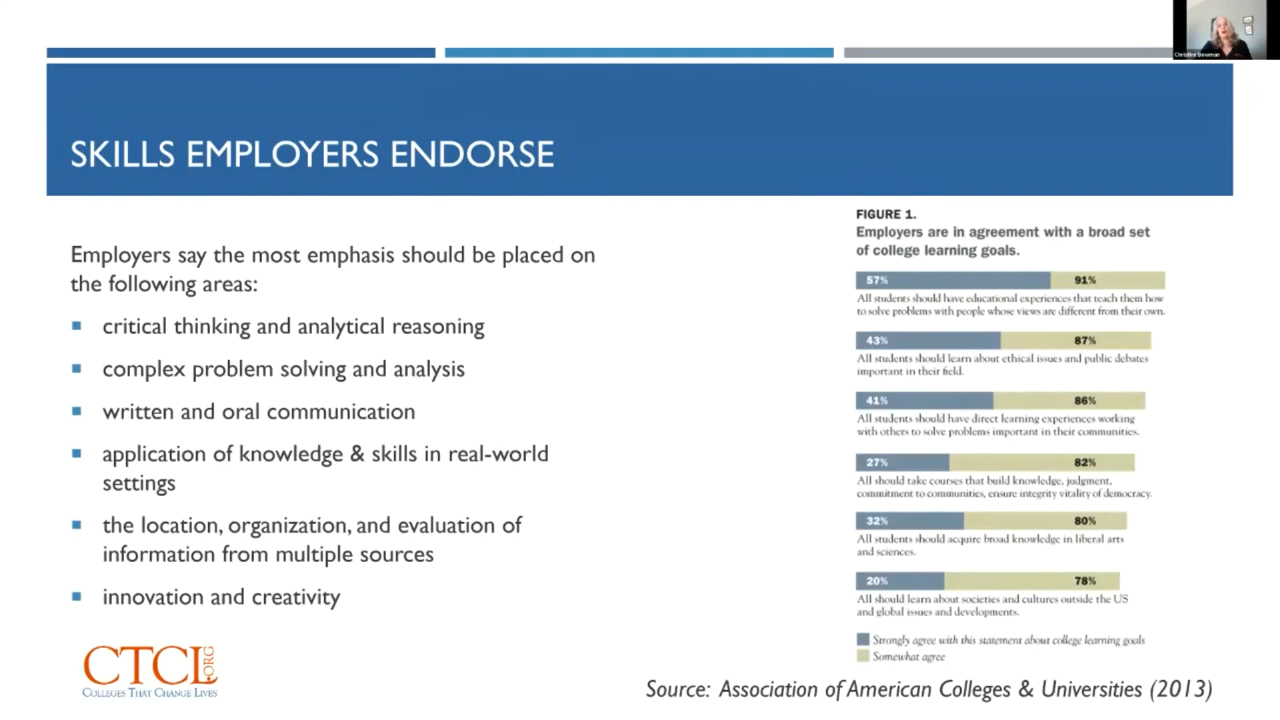 SKILLS EMPLOYERS ENDORSE
Employers say the most emphasis should be placed on
the following areas:
critical thinking and analytical reasoning
complex problem solving and analysis
written and oral communication
application of knowledge & skills in real-world
settings
the location, organization, and evaluation of
information from multiple sources
innovation and creativity
CTCL.ORG
COLLEGES THAT CHANGE LIVES
FIGURE 1.
Employers are in agreement with a broad set
of college learning goals.
57% 91%
All students should have educational experiences that teach them how
to solve problems with people whose views are different from their own.
43% 87%
All students should learn about ethical issues and public debates
important in their field.
41% 86%
All students should have direct learning experiences working
with others to solve problems important in their communities.
27% 82%
All should take courses that build knowledge, judgment,
commitment to communities, ensure integrity vitality of democracy.
32% 80%
All students should acquire broad knowledge in liberal arts
and sciences.
20% 78%
All should learn about societies and cultures outside the US
and global issues and developments.
Strongly agree with this statement about college learning goals
Somewhat agree
Source: Association of American Colleges & Universities (2013)